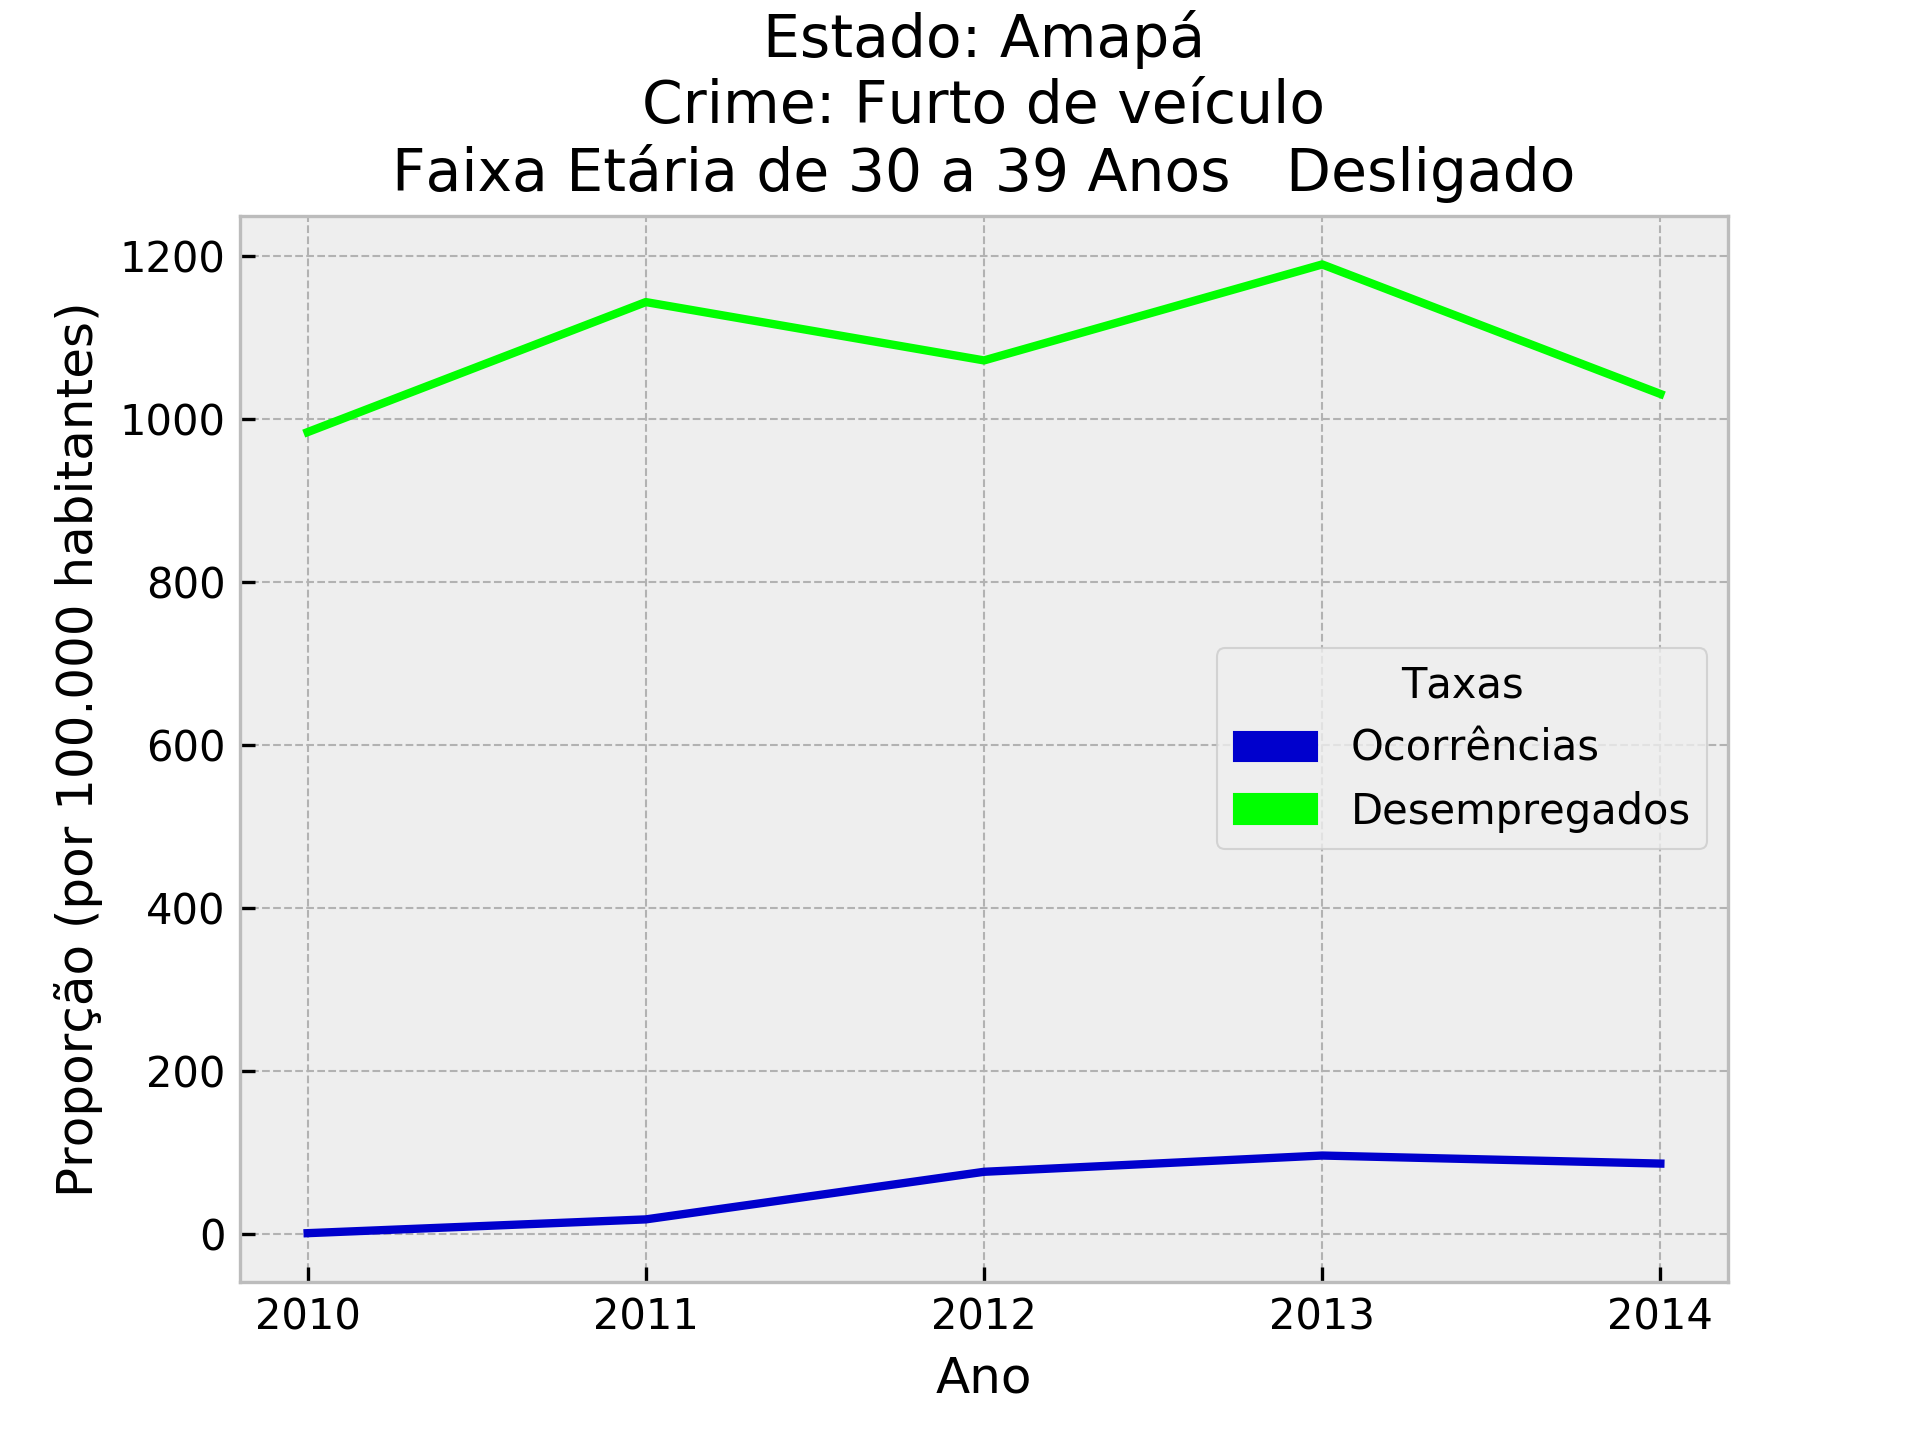 Estado: Amapá
Crime: Furto de veículo
Faixa Etária de 30 a 39 Anos   Desligado
Proporção (por 100.000 habitantes)
1200
1000
800
600
400
200
0
Taxas
Ocorrências
Desempregados
2010 2011 2012 2013 2014
Ano